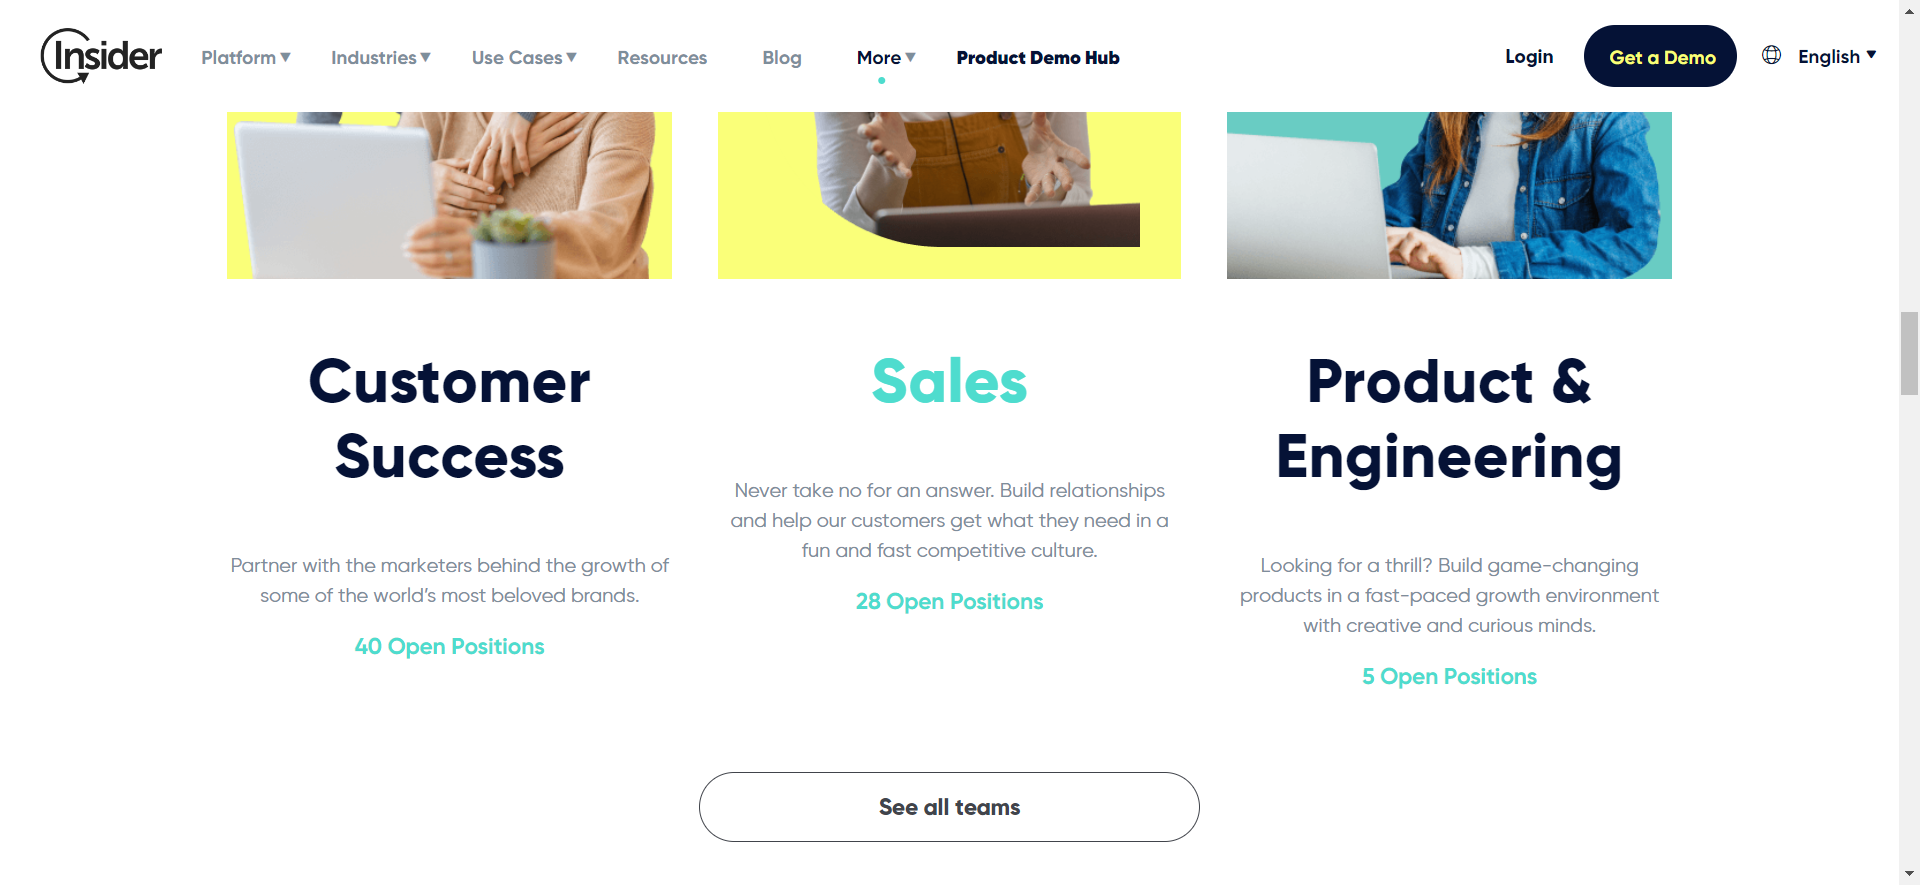 Insider
Platform
Industries
Use Cases
Resources
Blog
More
Product Demo Hub
Login
Get a Demo
English
Customer
Success
Partner with the marketers behind the growth of
some of the world's most beloved brands.
40 Open Positions
Sales
Never take no for an answer. Build relationships
and help our customers get what they need in a
fun and fast competitive culture.
28 Open Positions
Product &
Engineering
Looking for a thrill? Build game-changing
products in a fast-paced growth environment
with creative and curious minds.
5 Open Positions
See all teams